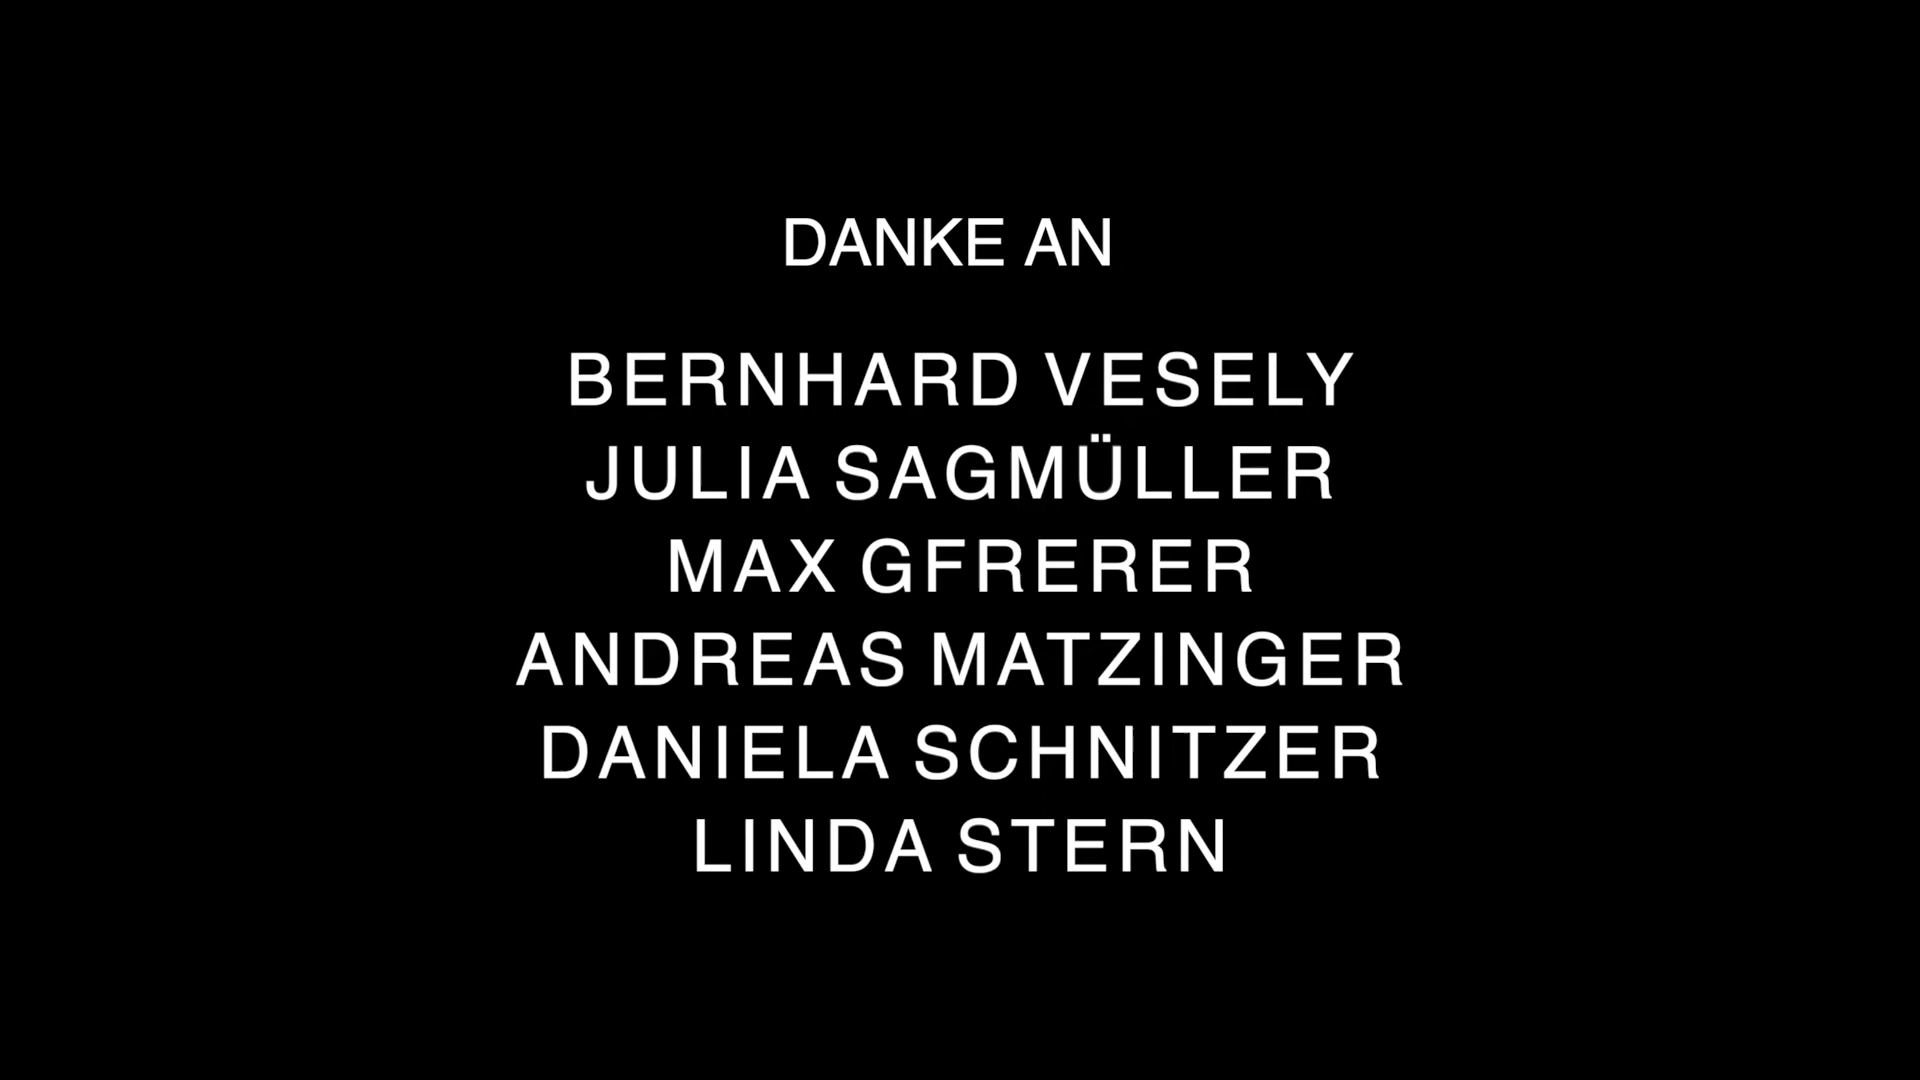 DANKE AN
BERNHARD VESELY
JULIA SAGMÜLLER
MAX GFRERER
ANDREAS MATZINGER
DANIELA SCHNITZER
LINDA STERN